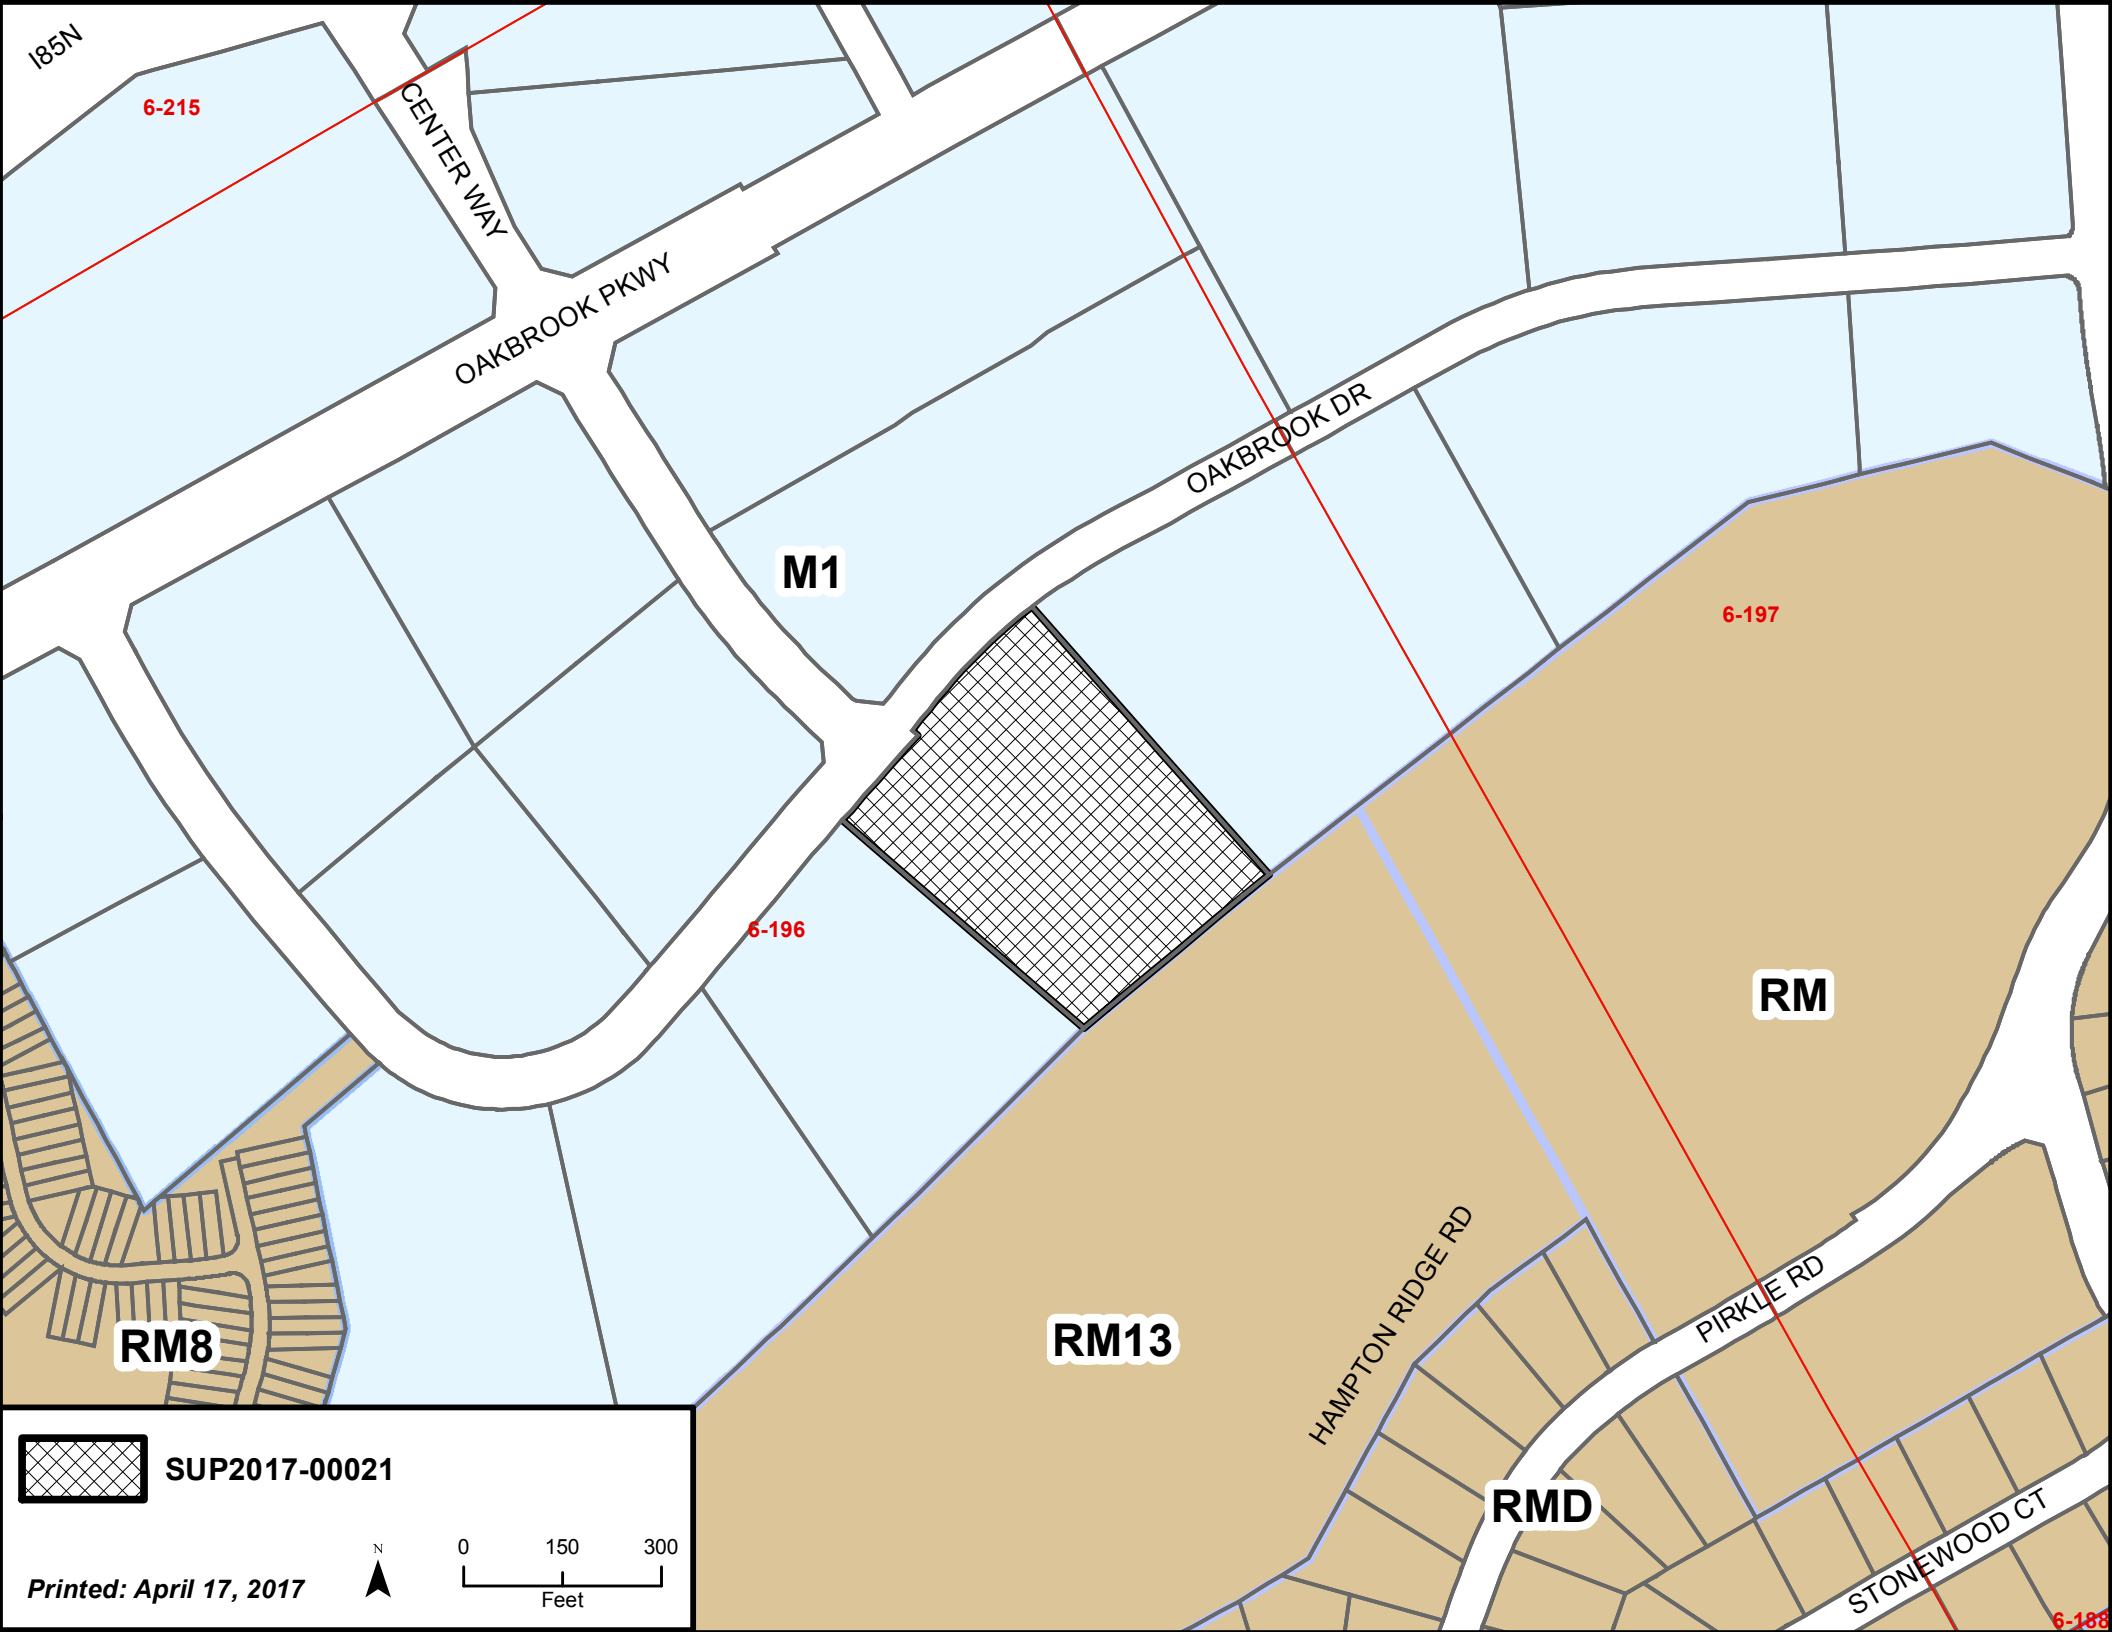 I85N
6-215
CENTER WAY
OAKBROOK PKWY
OAKBROOK DR
M1
6-197
6-196
RM
HAMPTON RIDGE RD
PIRKLE RD
RM13
RM8
RMD
STONEWOOD CT
6-188
SUP2017-00021
N
0 150 300
Feet
Printed: April 17, 2017